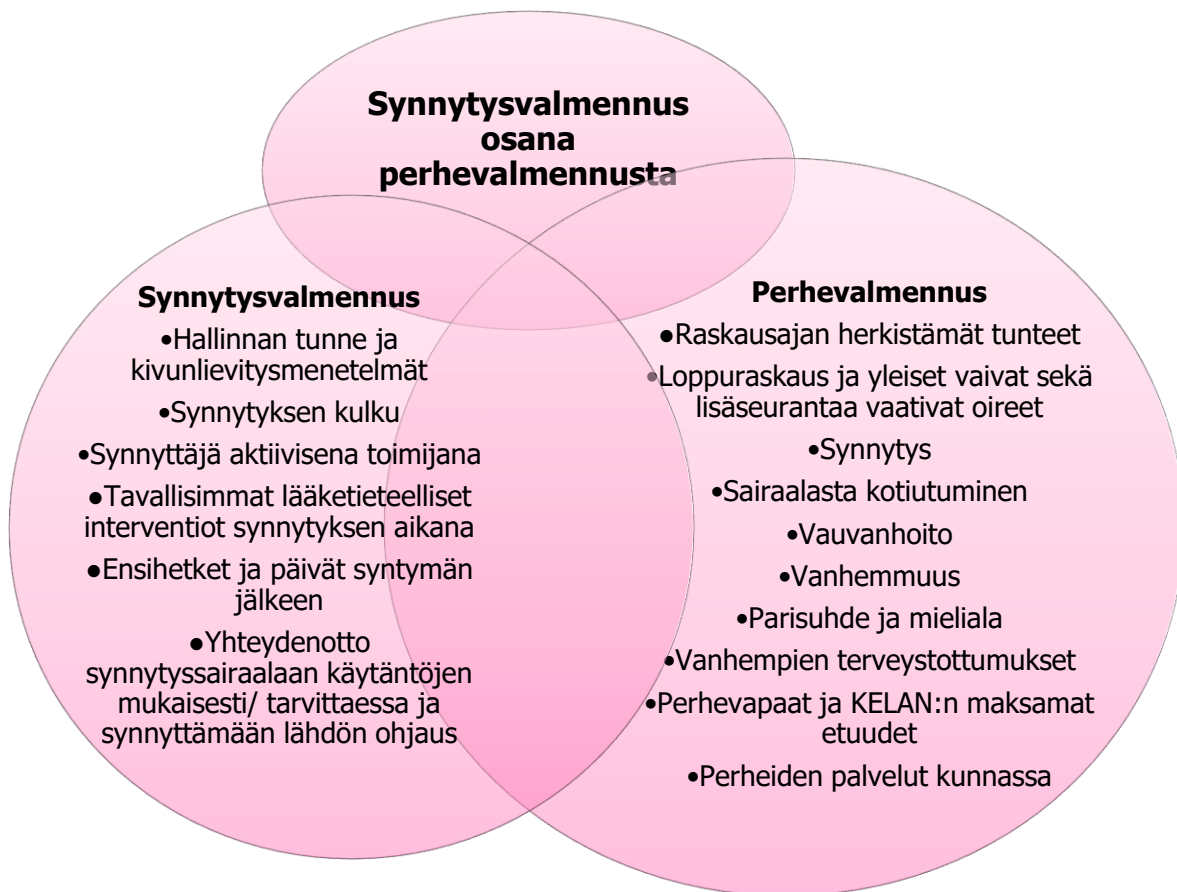 Synnytysvalmennus
osana
perhevalmennusta
Synnytysvalmennus
•Hallinnan tunne ja
kivunlievitysmenetelmät
•Synnytyksen kulku
•Synnyttäjä aktiivisena toimijana
●Tavallisimmat lääketieteelliset
interventiot synnytyksen aikana
●Ensihetket ja päivät syntymän
jälkeen
●Yhteydenotto
synnytyssairaalaan käytäntöjen
mukaisesti/ tarvittaessa ja
synnyttämään lähdön ohjaus
Perhevalmennus
●Raskausajan herkistämät tunteet
•Loppuraskaus ja yleiset vaivat sekä
lisäseurantaa vaativat oireet
•Synnytys
•Sairaalasta kotiutuminen
•Vauvanhoito
•Vanhemmuus
•Parisuhde ja mieliala
•Vanhempien terveystottumukset
•Perhevapaat ja KELAN:n maksamat
etuudet
•Perheiden palvelut kunnassa